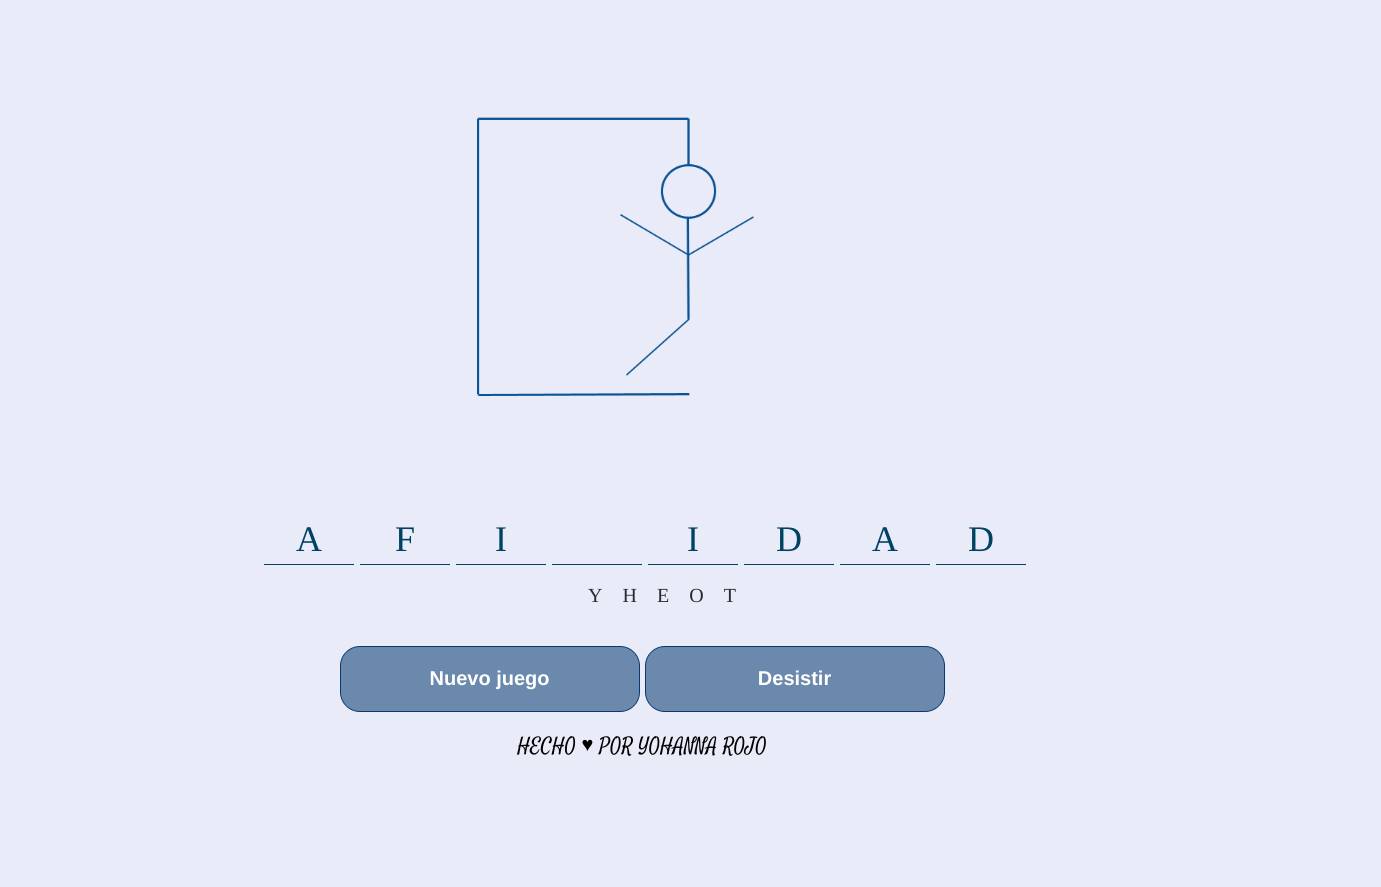 A F I I D A D
Y H E O T
Nuevo juego Desistir
HECHO ♥ POR YOHANNA ROJO